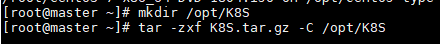 [root@master ~]# mkdir /opt/K8S
[root@master ~]# tar -zxf K8S.tar.gz -C /opt/K8S